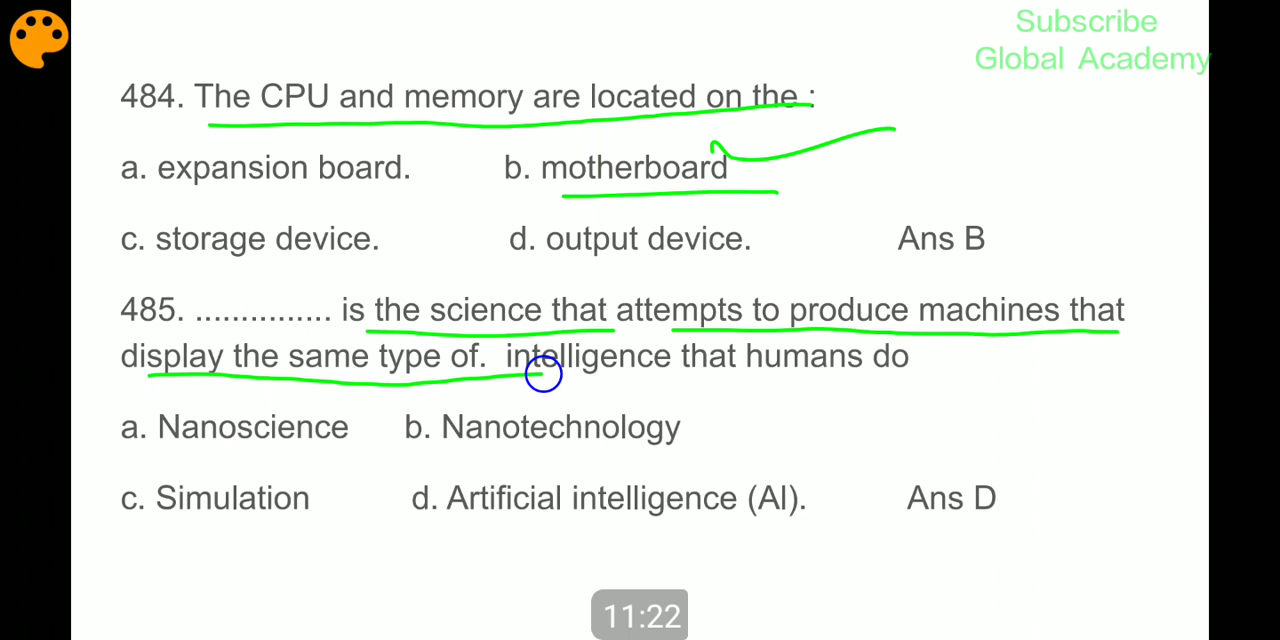 Subscribe
Global Academy
484. The CPU and memory are located on the :
a. expansion board. b. motherboard
c. storage device. d. output device. Ans B
485. ............... is the science that attempts to produce machines that
display the same type of. intelligence that humans do
a. Nanoscience b. Nanotechnology
c. Simulation d. Artificial intelligence (AI). Ans D
11:22